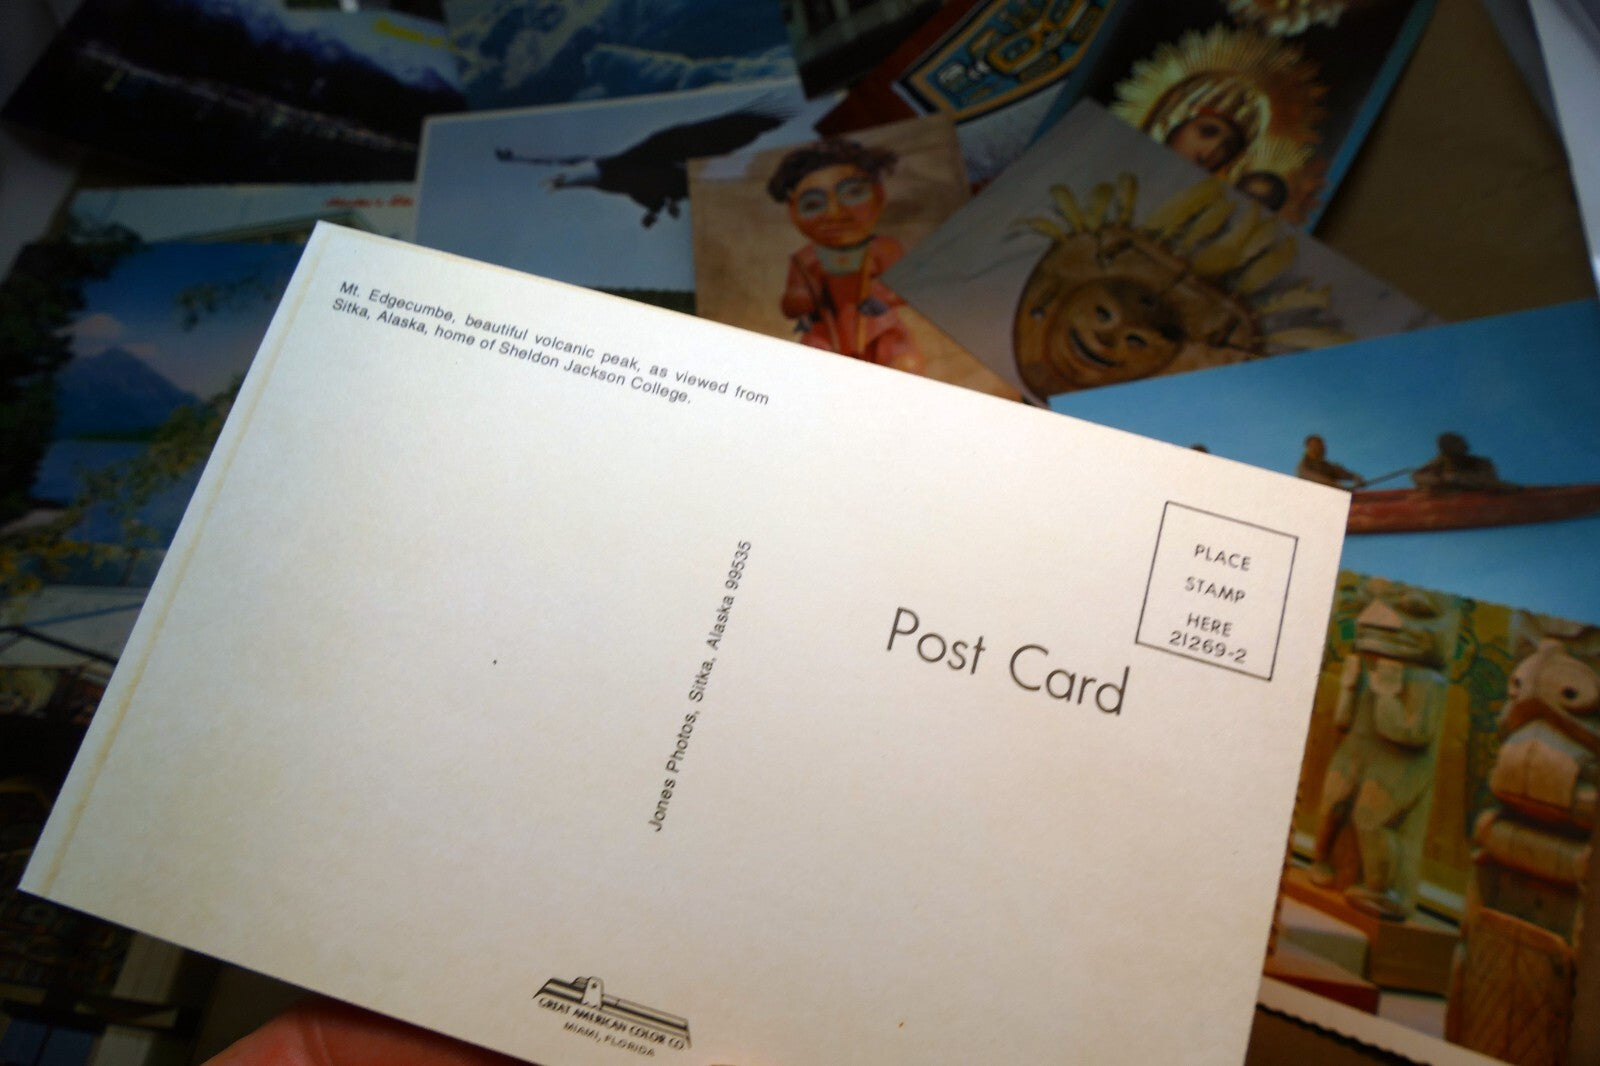 Mt. Edgecumbe, beautiful volcanic peak, as viewed from
Sitka, Alaska, home of Sheldon Jackson College.
PLACE
STAMP
HERE
21269-2
Post Card
Jones Photos, Sitka, Alaska 99535
GREAT AMERICAN COLOR CO.
MIAMI, FLORIDA